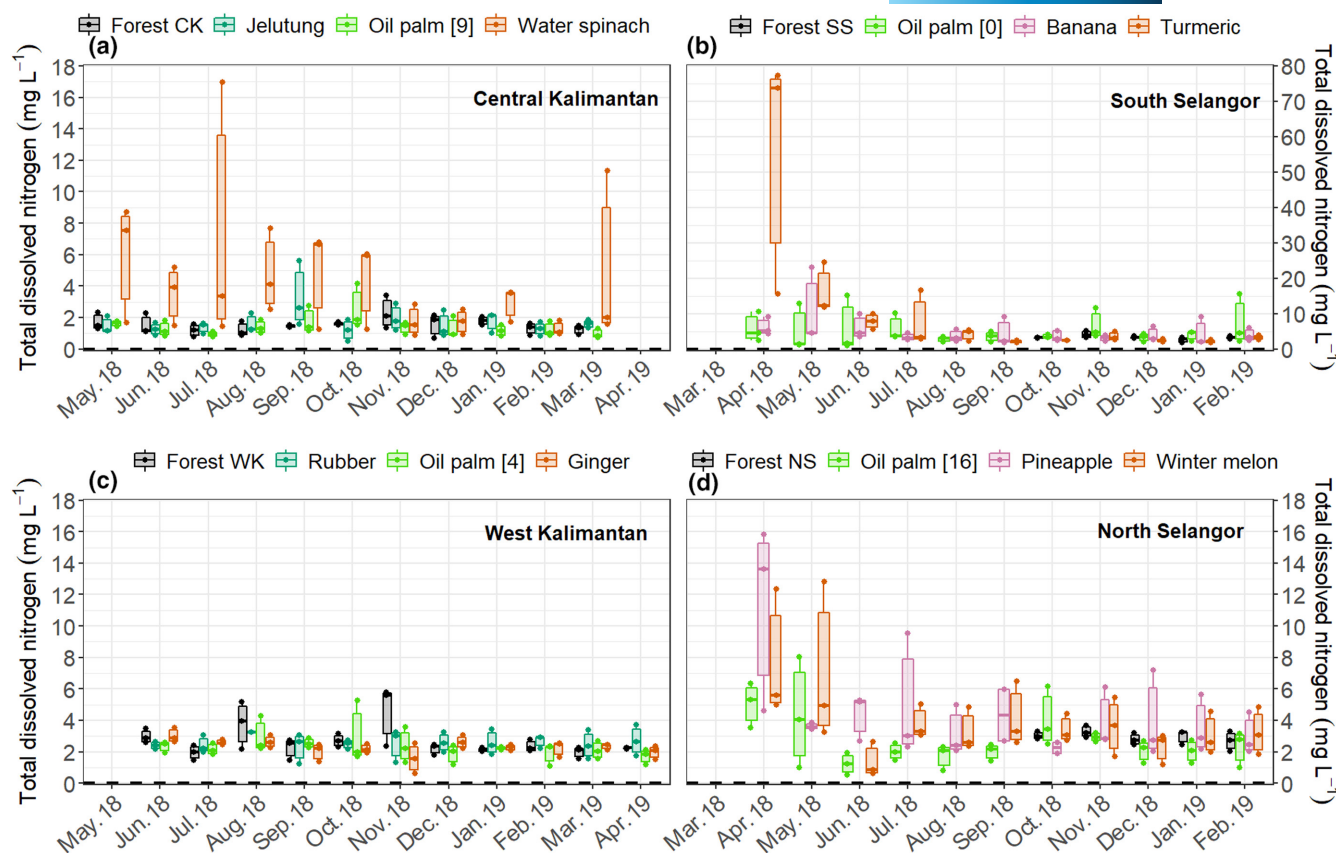 Forest CK Jelutung Oil palm [9] Water spinach
(a)
Total dissolved nitrogen (mg L⁻¹)
18
16
14
12
10
8
6
4
2
0
Central Kalimantan
May. 18 Jun. 18 Jul. 18 Aug. 18 Sep. 18 Oct. 18 Nov. 18 Dec. 18 Jan. 19 Feb. 19 Mar. 19 Apr. 19
Forest SS Oil palm [0] Banana Turmeric
(b)
South Selangor
80
70
60
50
40
30
20
10
0
Total dissolved nitrogen (mg L⁻¹)
Mar. 18 Apr. 18 May. 18 Jun. 18 Jul. 18 Aug. 18 Sep. 18 Oct. 18 Nov. 18 Dec. 18 Jan. 19 Feb. 19
Forest WK Rubber Oil palm [4] Ginger
(c)
Total dissolved nitrogen (mg L⁻¹)
18
16
14
12
10
8
6
4
2
0
West Kalimantan
May. 18 Jun. 18 Jul. 18 Aug. 18 Sep. 18 Oct. 18 Nov. 18 Dec. 18 Jan. 19 Feb. 19 Mar. 19 Apr. 19
Forest NS Oil palm [16] Pineapple Winter melon
(d)
North Selangor
18
16
14
12
10
8
6
4
2
0
Total dissolved nitrogen (mg L⁻¹)
Mar. 18 Apr. 18 May. 18 Jun. 18 Jul. 18 Aug. 18 Sep. 18 Oct. 18 Nov. 18 Dec. 18 Jan. 19 Feb. 19